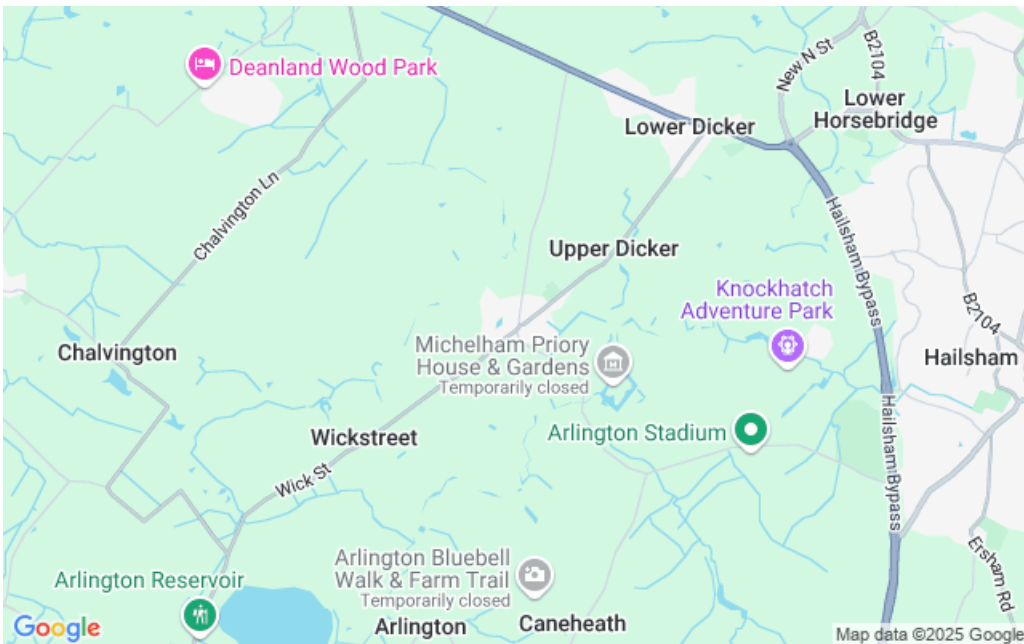 Deanland Wood Park
New N St
B2104
Lower
Horsebridge
Lower Dicker
Chalvington Ln
Hailsham Bypass
Upper Dicker
Knockhatch
Adventure Park
B2104
Michelham Priory
House & Gardens
Temporarily closed
Chalvington
Hailsham
Hailsham Bypass
Wickstreet
Arlington Stadium
Wick St
Arlington Bluebell
Walk & Farm Trail
Temporarily closed
Ersham Rd
Arlington Reservoir
Arlington
Caneheath
Google
Map data ©2025 Google